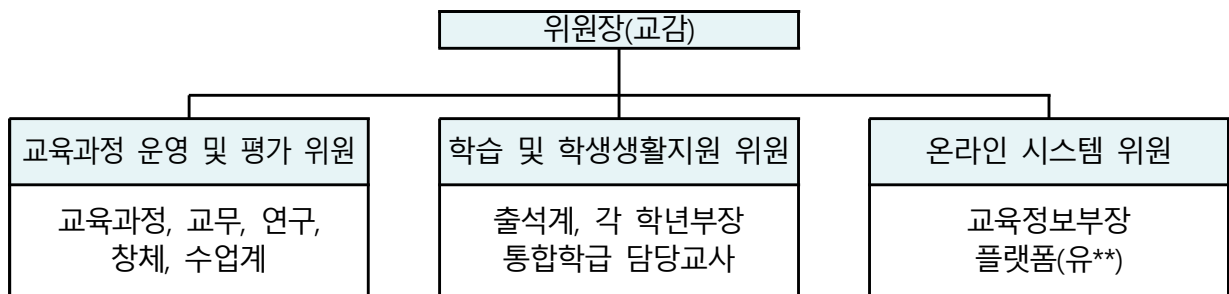 위원장(교감)
교육과정 운영 및 평가 위원
교육과정, 교무, 연구,
창체, 수업계
학습 및 학생생활지원 위원
출석계, 각 학년부장
통합학급 담당교사
온라인 시스템 위원
교육정보부장
플랫폼(유**)